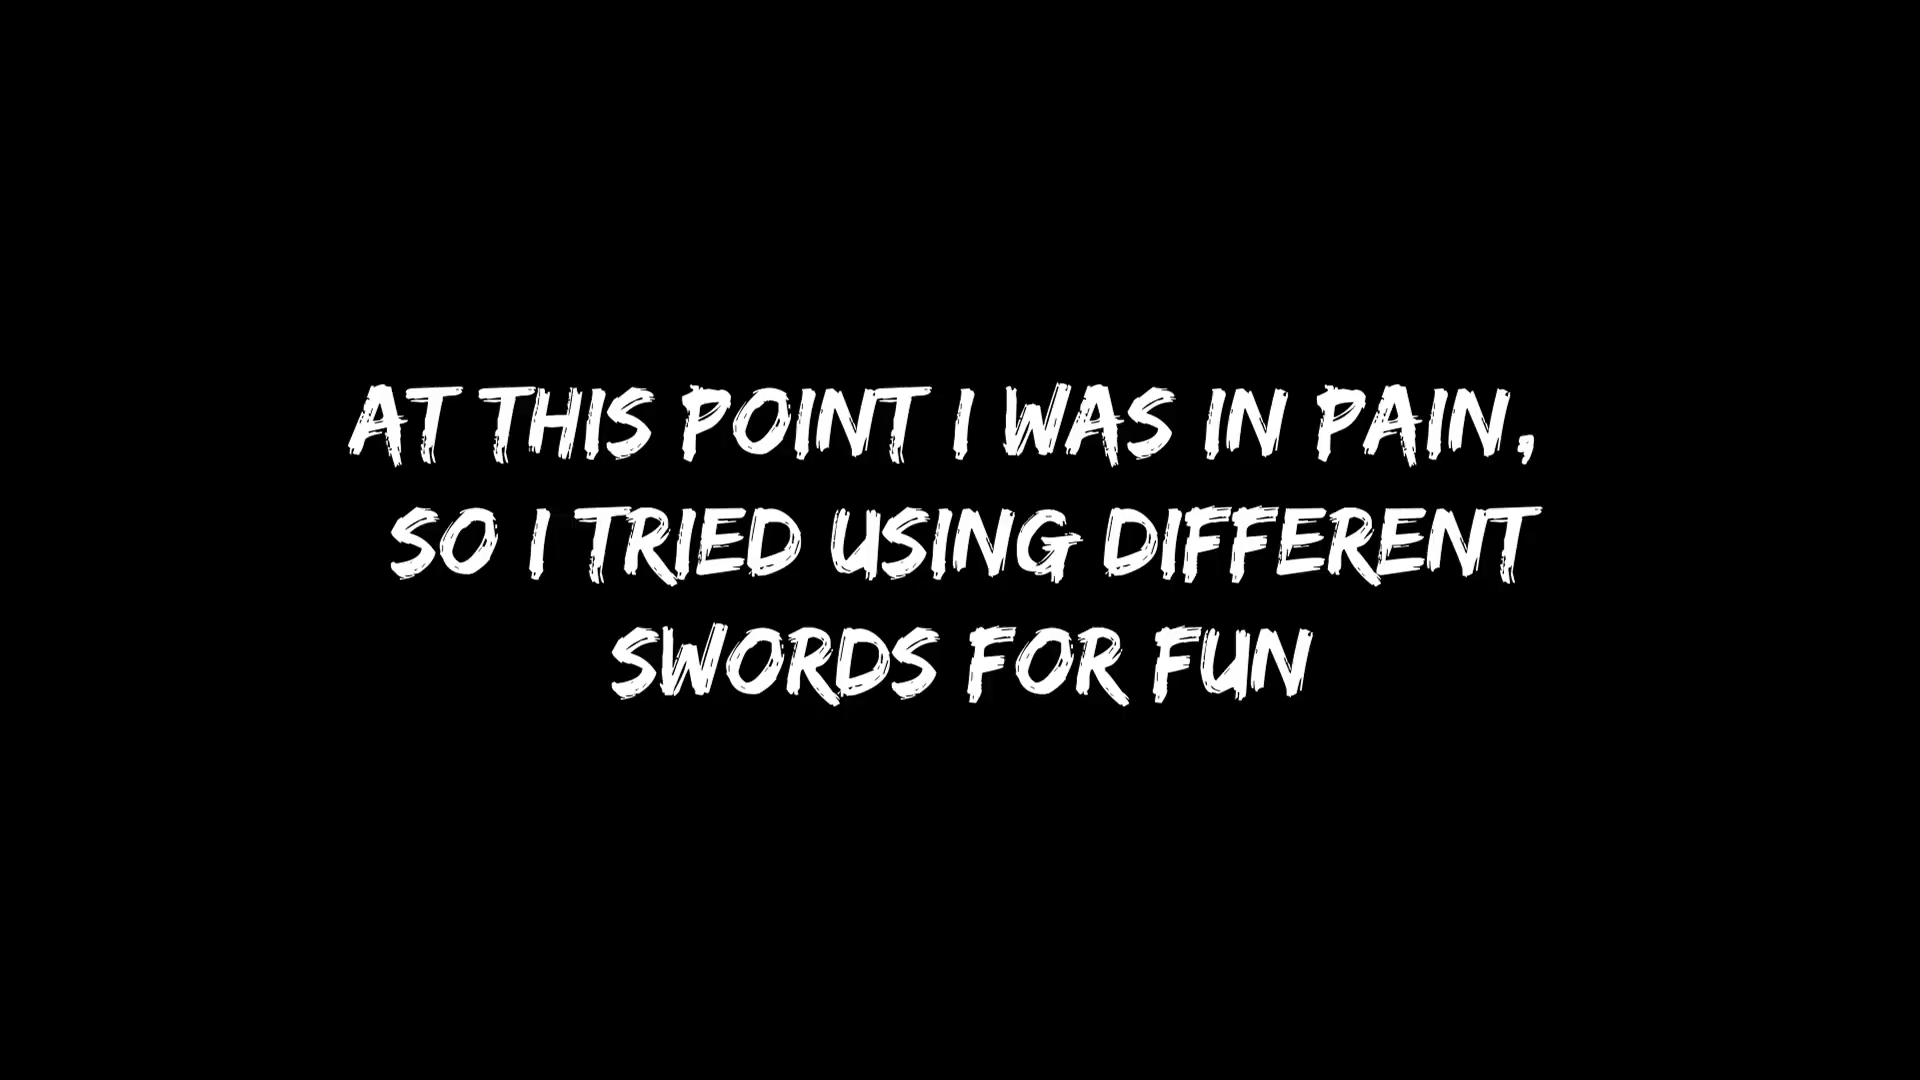 AT THIS POINT I WAS IN PAIN,
SO I TRIED USING DIFFERENT
SWORDS FOR FUN